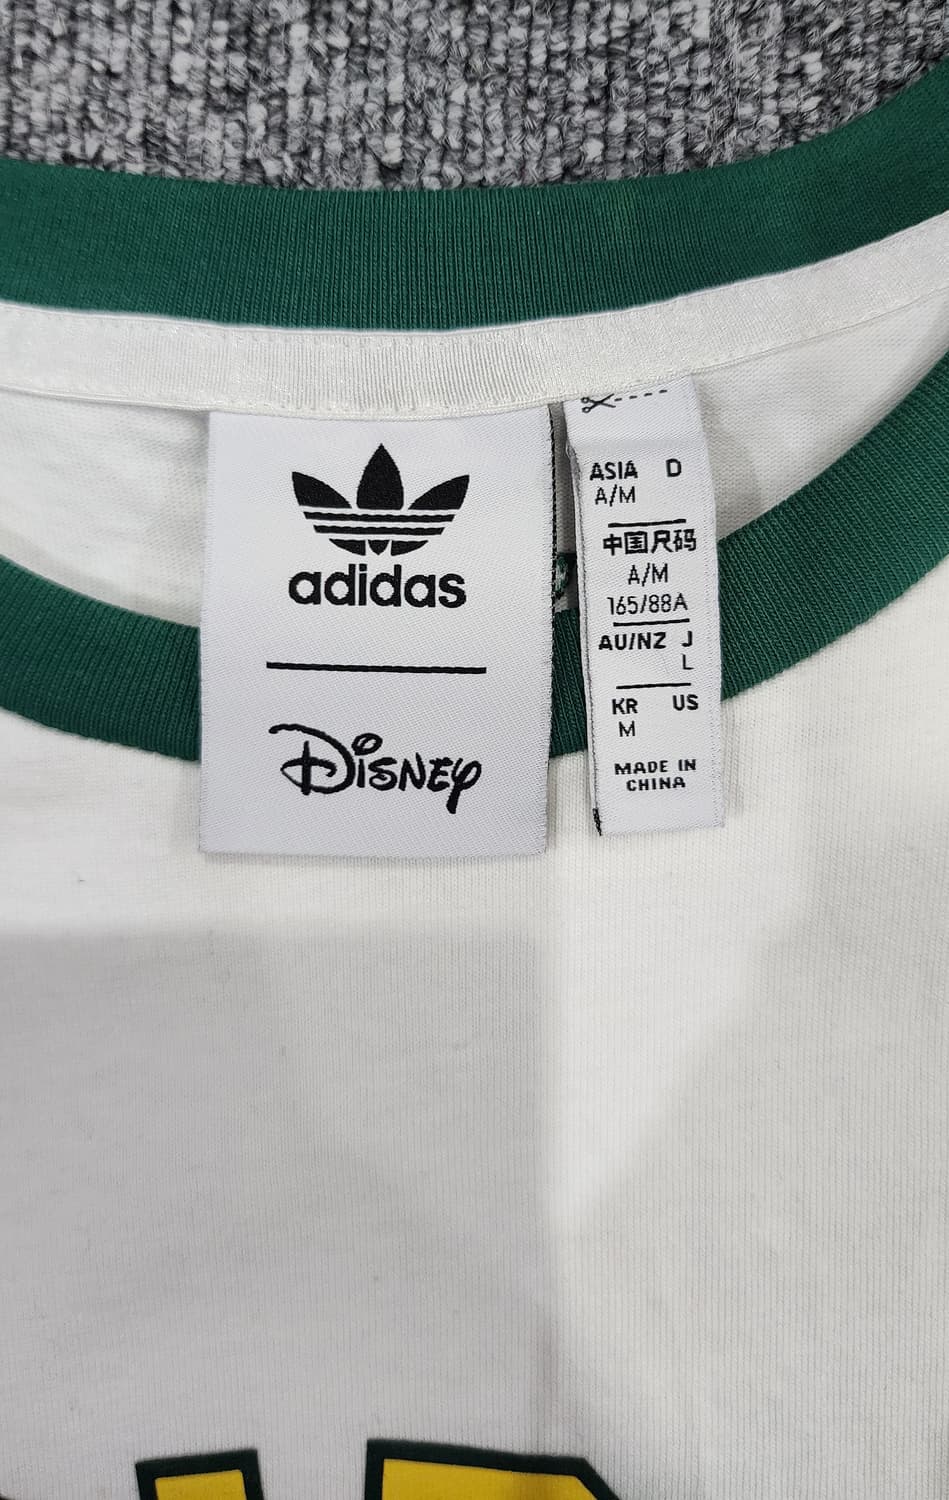 adidas
Disney
ASIA D
A/M
中国尺码
A/M
165/88A
AU/NZ J
L
KR US
M
MADE IN
CHINA